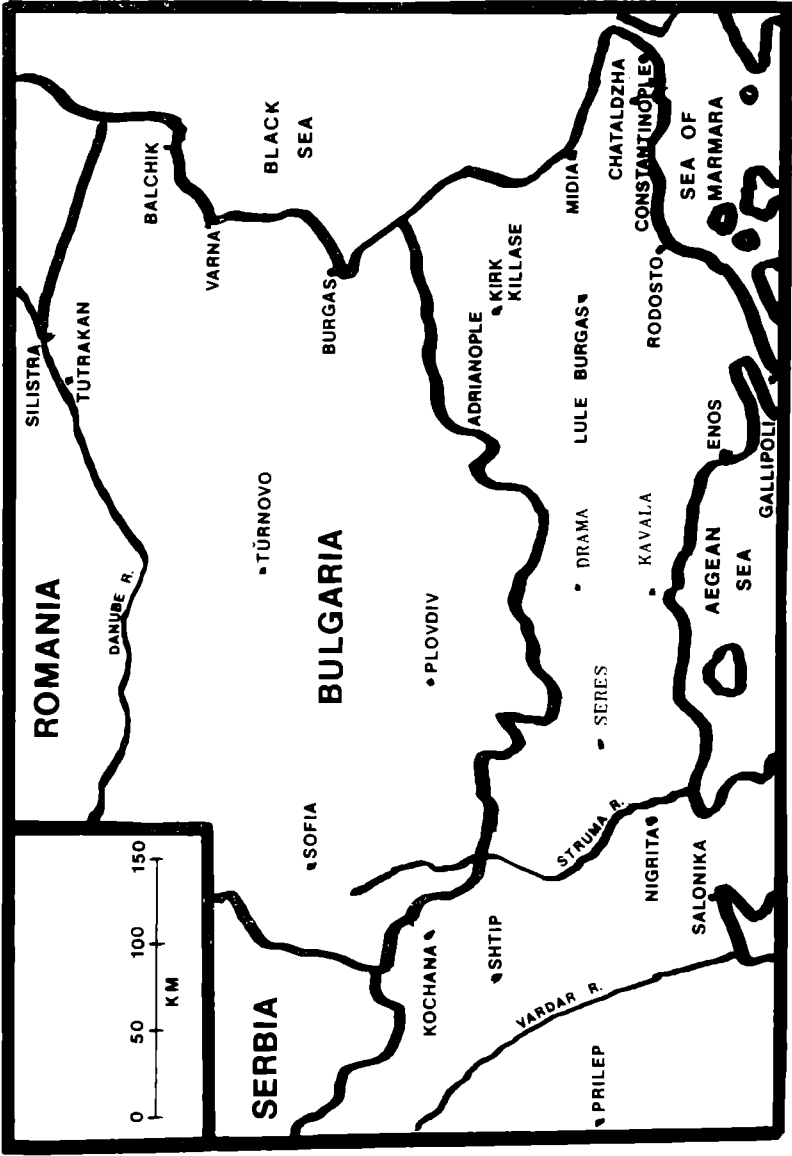 ROMANIA
SILISTRA
TUTRAKAN
DANUBE R.
BALCHIK
VARNA
BLACK
SEA
TŬRNOVO
BULGARIA
BURGAS
SOFIA
PLOVDIV
0 50 100 150
KM
SERBIA
KOCHANA
SHTIP
VARDAR R.
PRILEP
STRUMA R.
NIGRITA
SALONIKA
SERES
DRAMA
KAVALA
ADRIANOPLE
KIRK
KILLASE
LULE BURGAS
MIDIA
CHATALDZHA
CONSTANTINOPLE
RODOSTO
SEA OF
MARMARA
ENOS
GALLIPOLI
AEGEAN
SEA